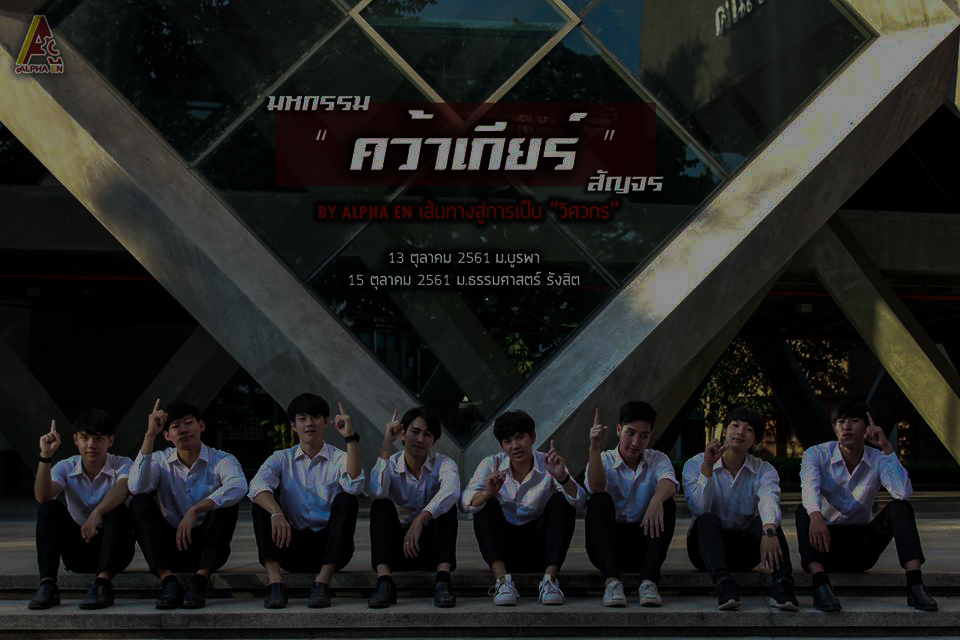 ALPHA EN
มหกรรม
" คว้าเกียร์ "
สัญจร
BY ALPHA EN เส้นทางสู่การเป็น "วิศวกร"
13 ตุลาคม 2561 ม.บูรพา
15 ตุลาคม 2561 ม.ธรรมศาสตร์ รังสิต